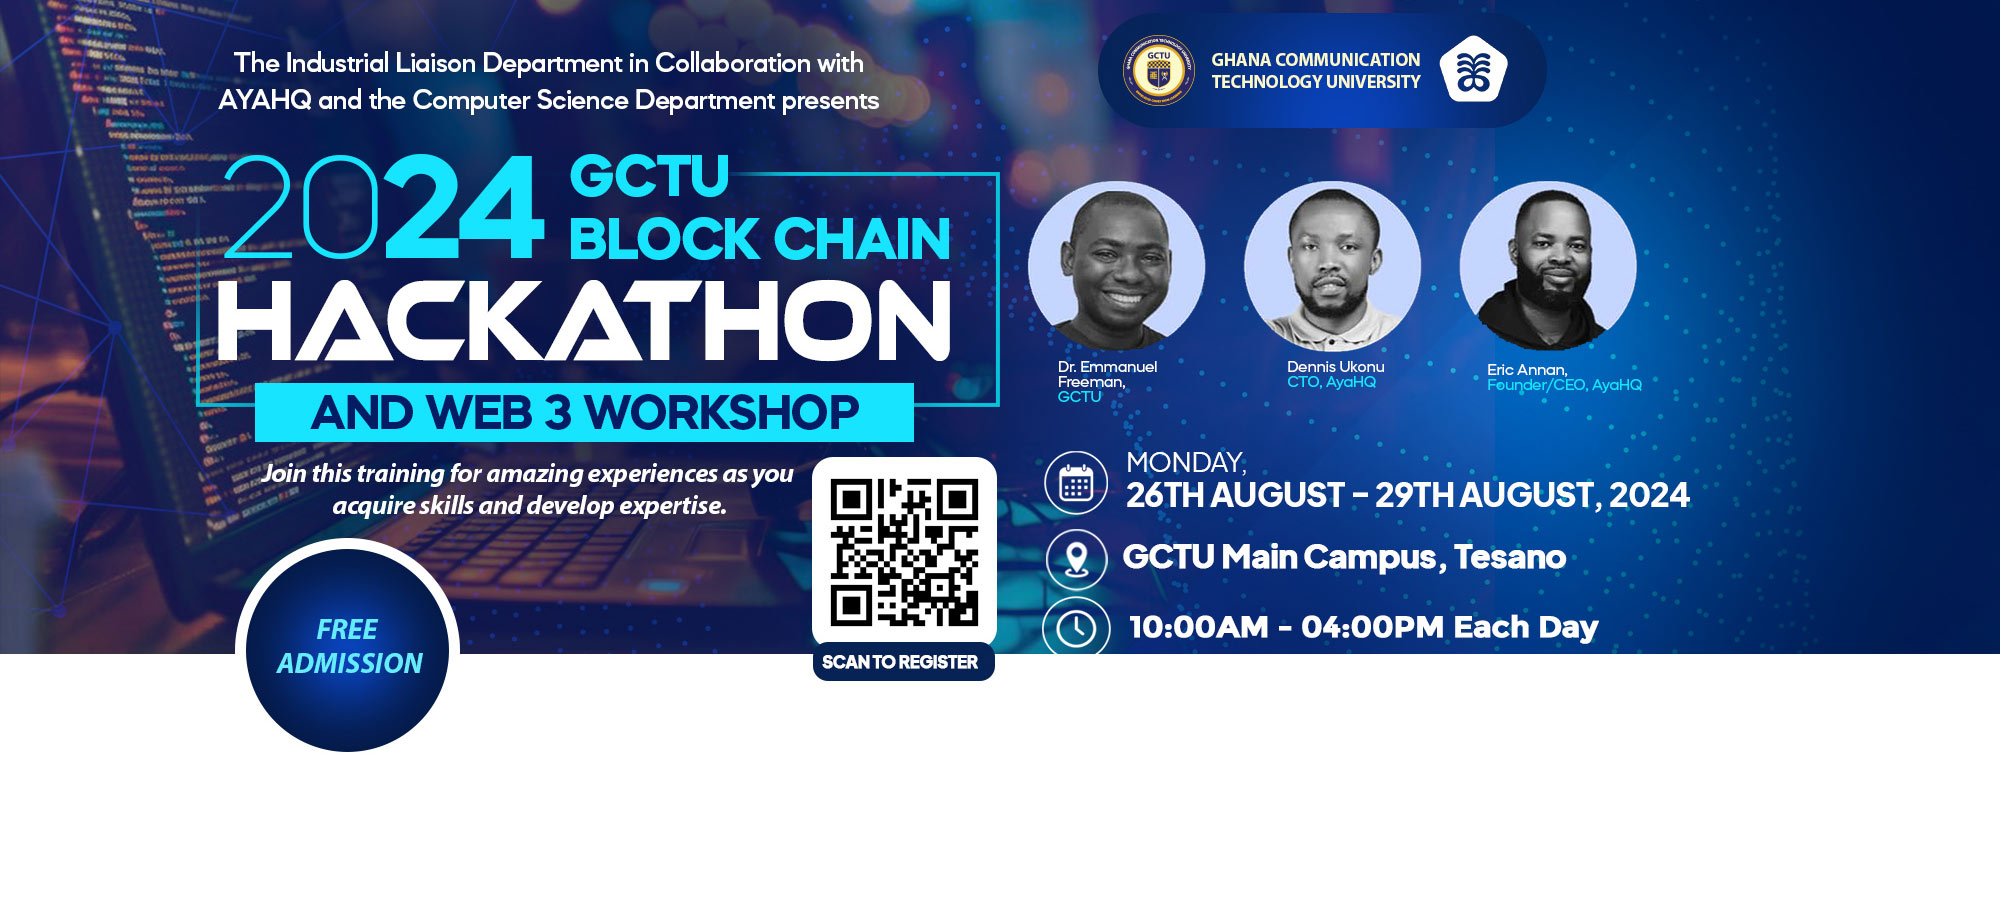 The Industrial Liaison Department in Collaboration with
AYAHQ and the Computer Science Department presents
2024 GCTU
BLOCK CHAIN
HACKATHON
AND WEB 3 WORKSHOP
Join this training for amazing experiences as you
acquire skills and develop expertise.
FREE
ADMISSION
SCAN TO REGISTER
GCTU
GHANA COMMUNICATION
TECHNOLOGY UNIVERSITY
Dr. Emmanuel
Freeman,
GCTU
Dennis Ukonu
CTO, AyaHQ
Eric Annan,
Founder/CEO, AyaHQ
MONDAY,
26TH AUGUST - 29TH AUGUST, 2024
GCTU Main Campus, Tesano
10:00AM - 04:00PM Each Day